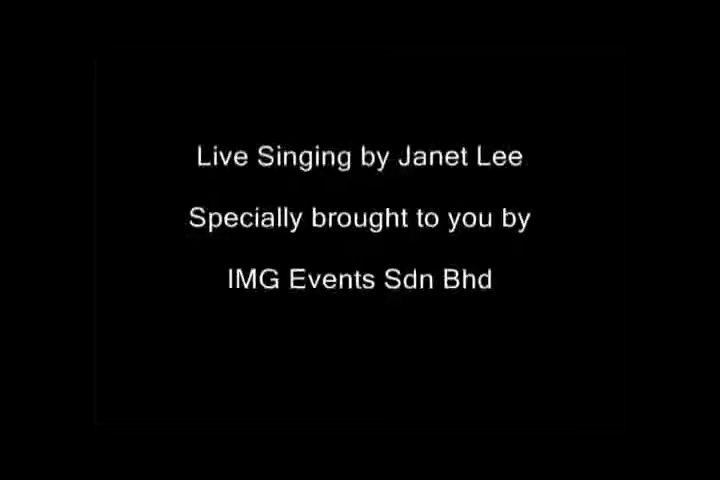 Live Singing by Janet Lee
Specially brought to you by
IMG Events Sdn Bhd